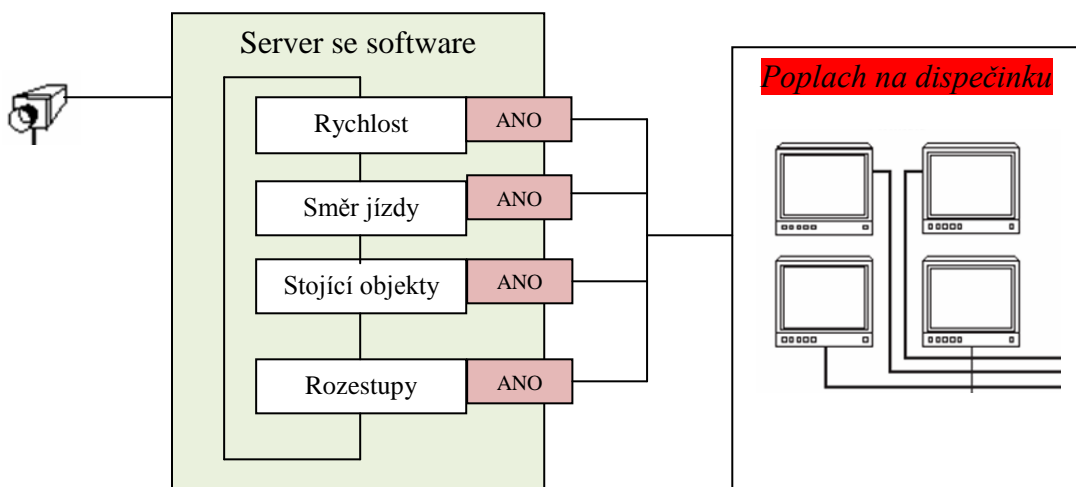 Server se software
Poplach na dispečinku
Rychlost ANO
Směr jízdy ANO
Stojící objekty ANO
Rozestupy ANO